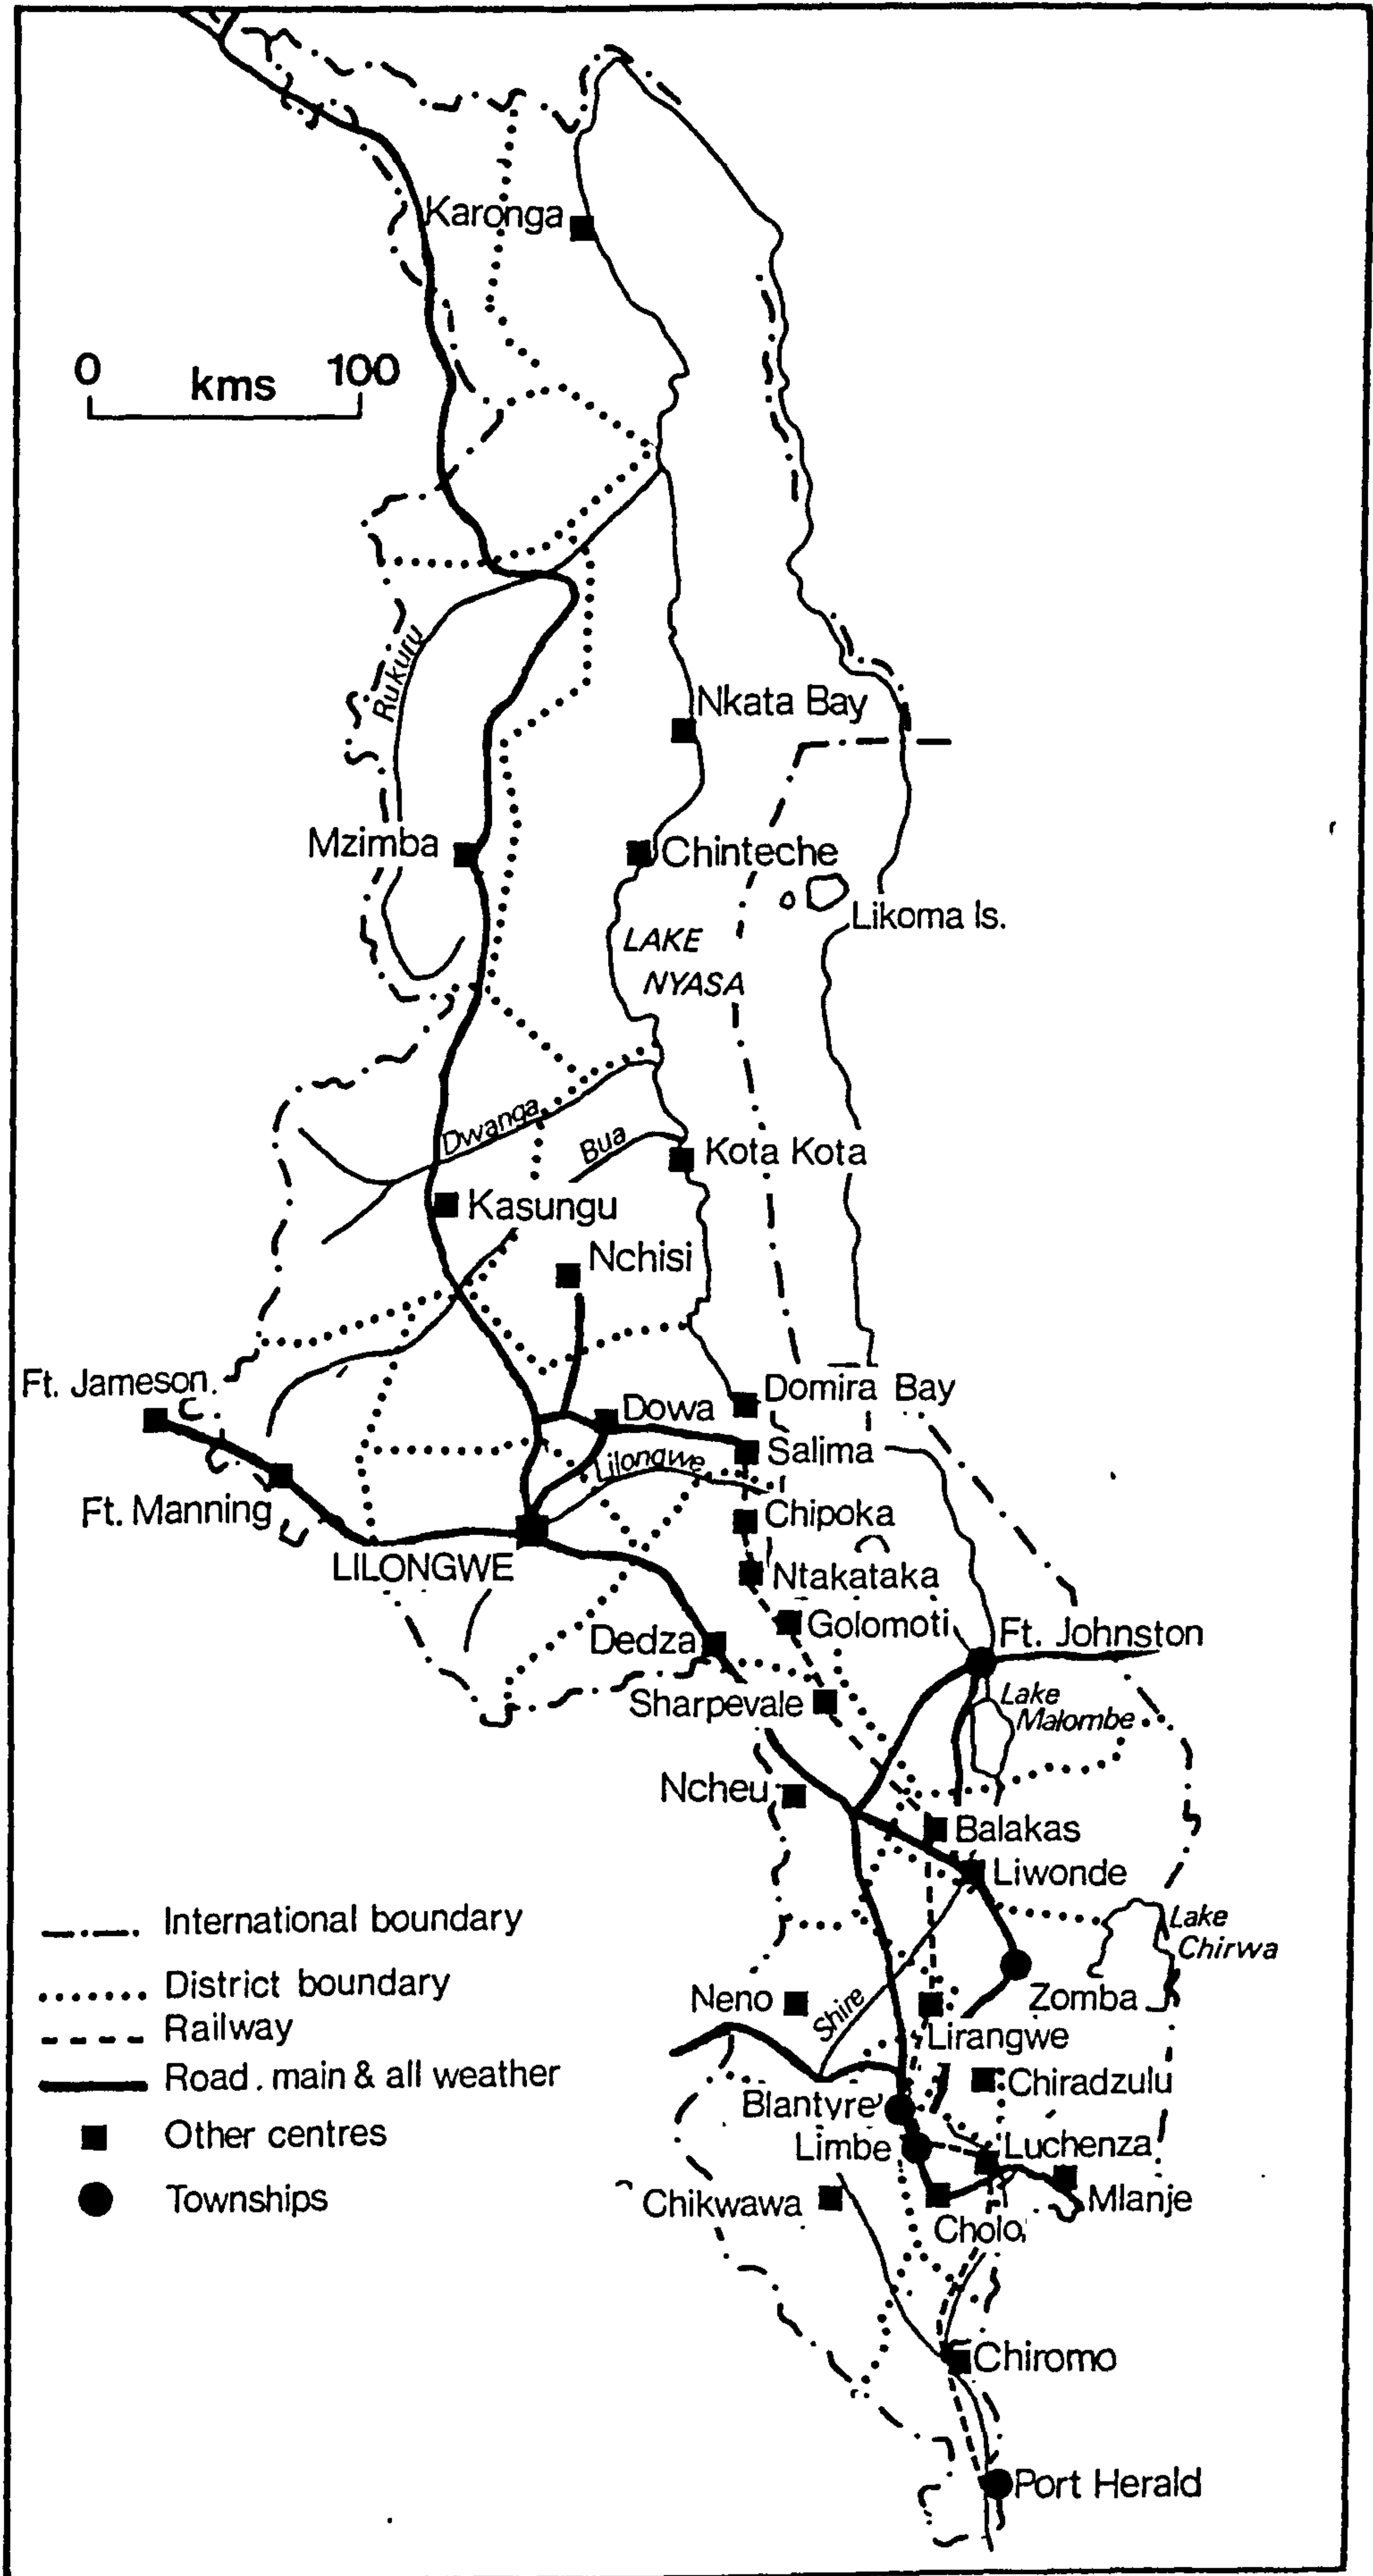 Karonga
0 kms 100
Rukuru
Nkata Bay
Mzimba
Chinteche
Likoma Is.
LAKE
NYASA
Dwanga
Bua
Kota Kota
Kasungu
Nchisi
Ft. Jameson.
Domira Bay
Dowa
Salima
Lilongwe
Ft. Manning
Chipoka
LILONGWE
Ntakataka
Golomoti
Dedza
Ft. Johnston
Sharpevale
Lake
Malombe
Ncheu
Balakas
Liwonde
International boundary
Lake
Chirwa
District boundary
Neno
Shire
Zomba
Railway
Lirangwe
Road. main & all weather
Chiradzulu
Blantyre
Other centres
Limbe
Luchenza
Townships
Chikwawa
Mlanje
Cholo
Chiromo
Port Herald